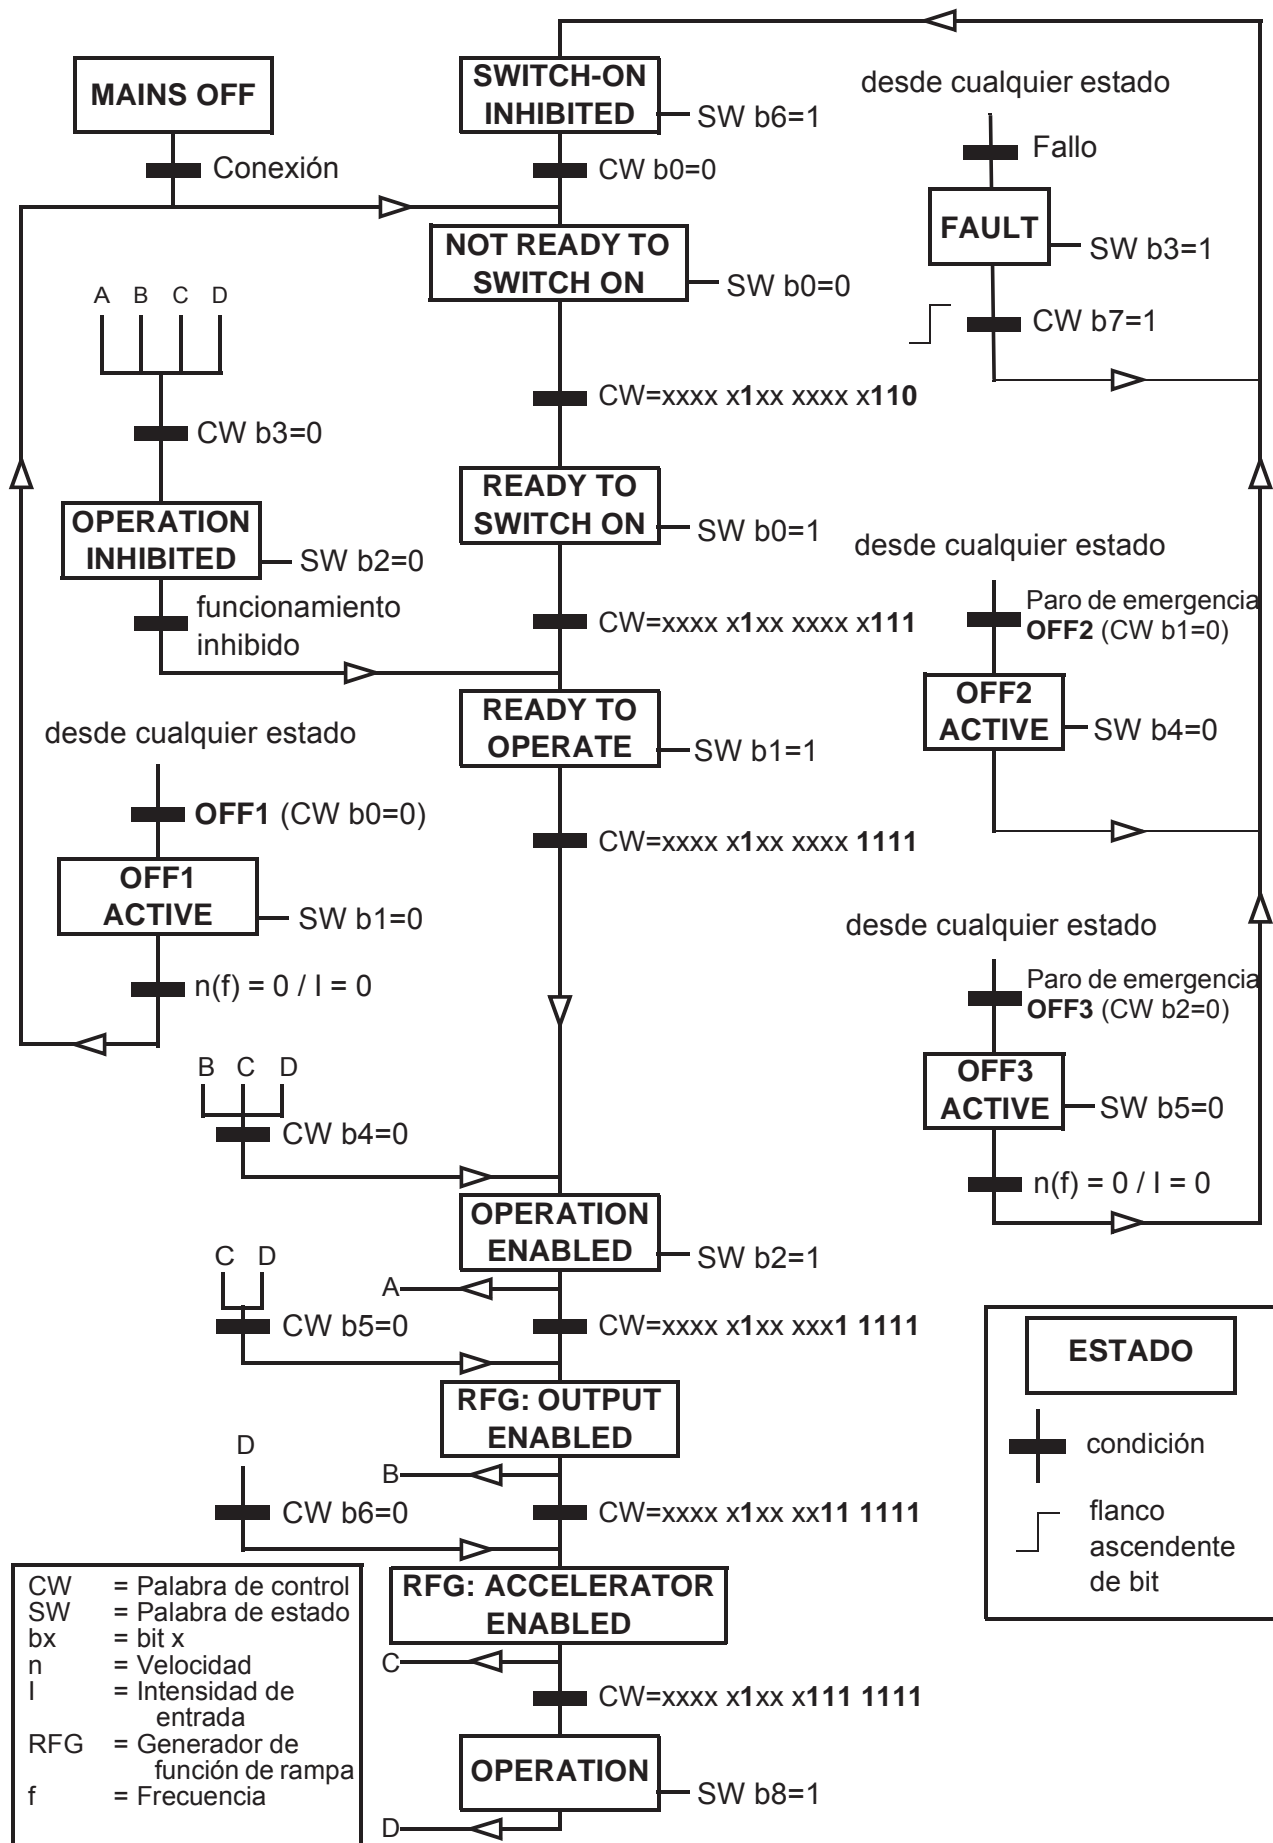 MAINS OFF
Conexión
SWITCH-ON
INHIBITED
SW b6=1
CW b0=0
desde cualquier estado
Fallo
FAULT
SW b3=1
CW b7=1
NOT READY TO
SWITCH ON
SW b0=0
A B C D
CW b3=0
CW=xxxx x1xx xxxx x110
OPERATION
INHIBITED
SW b2=0
funcionamiento
inhibido
READY TO
SWITCH ON
SW b0=1
CW=xxxx x1xx xxxx x111
desde cualquier estado
Paro de emergencia
OFF2 (CW b1=0)
OFF2
ACTIVE
SW b4=0
READY TO
OPERATE
SW b1=1
desde cualquier estado
OFF1 (CW b0=0)
CW=xxxx x1xx xxxx 1111
OFF1
ACTIVE
SW b1=0
n(f) = 0 / I = 0
desde cualquier estado
Paro de emergencia
OFF3 (CW b2=0)
OFF3
ACTIVE
SW b5=0
n(f) = 0 / I = 0
B C D
CW b4=0
OPERATION
ENABLED
SW b2=1
A
C D
CW b5=0
CW=xxxx x1xx xxx1 1111
RFG: OUTPUT
ENABLED
B
D
CW b6=0
CW=xxxx x1xx xx11 1111
RFG: ACCELERATOR
ENABLED
C
CW=xxxx x1xx x111 1111
OPERATION
SW b8=1
D
ESTADO
condición
flanco
ascendente
de bit
CW = Palabra de control
SW = Palabra de estado
bx = bit x
n = Velocidad
I = Intensidad de
entrada
RFG = Generador de
función de rampa
f = Frecuencia